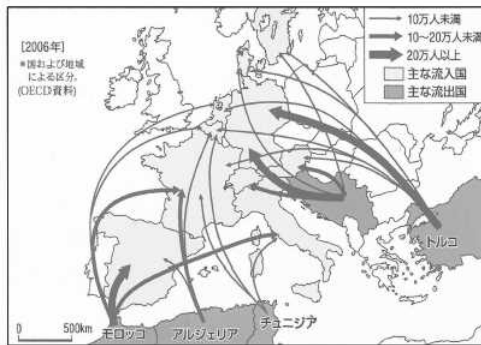 [2006年]
*国および地域
による区分。
(OECD資料)
10万人未満
10～20万人未満
20万人以上
主な流入国
主な流出国
トルコ
モロッコ
アルジェリア
チュニジア
0 500km